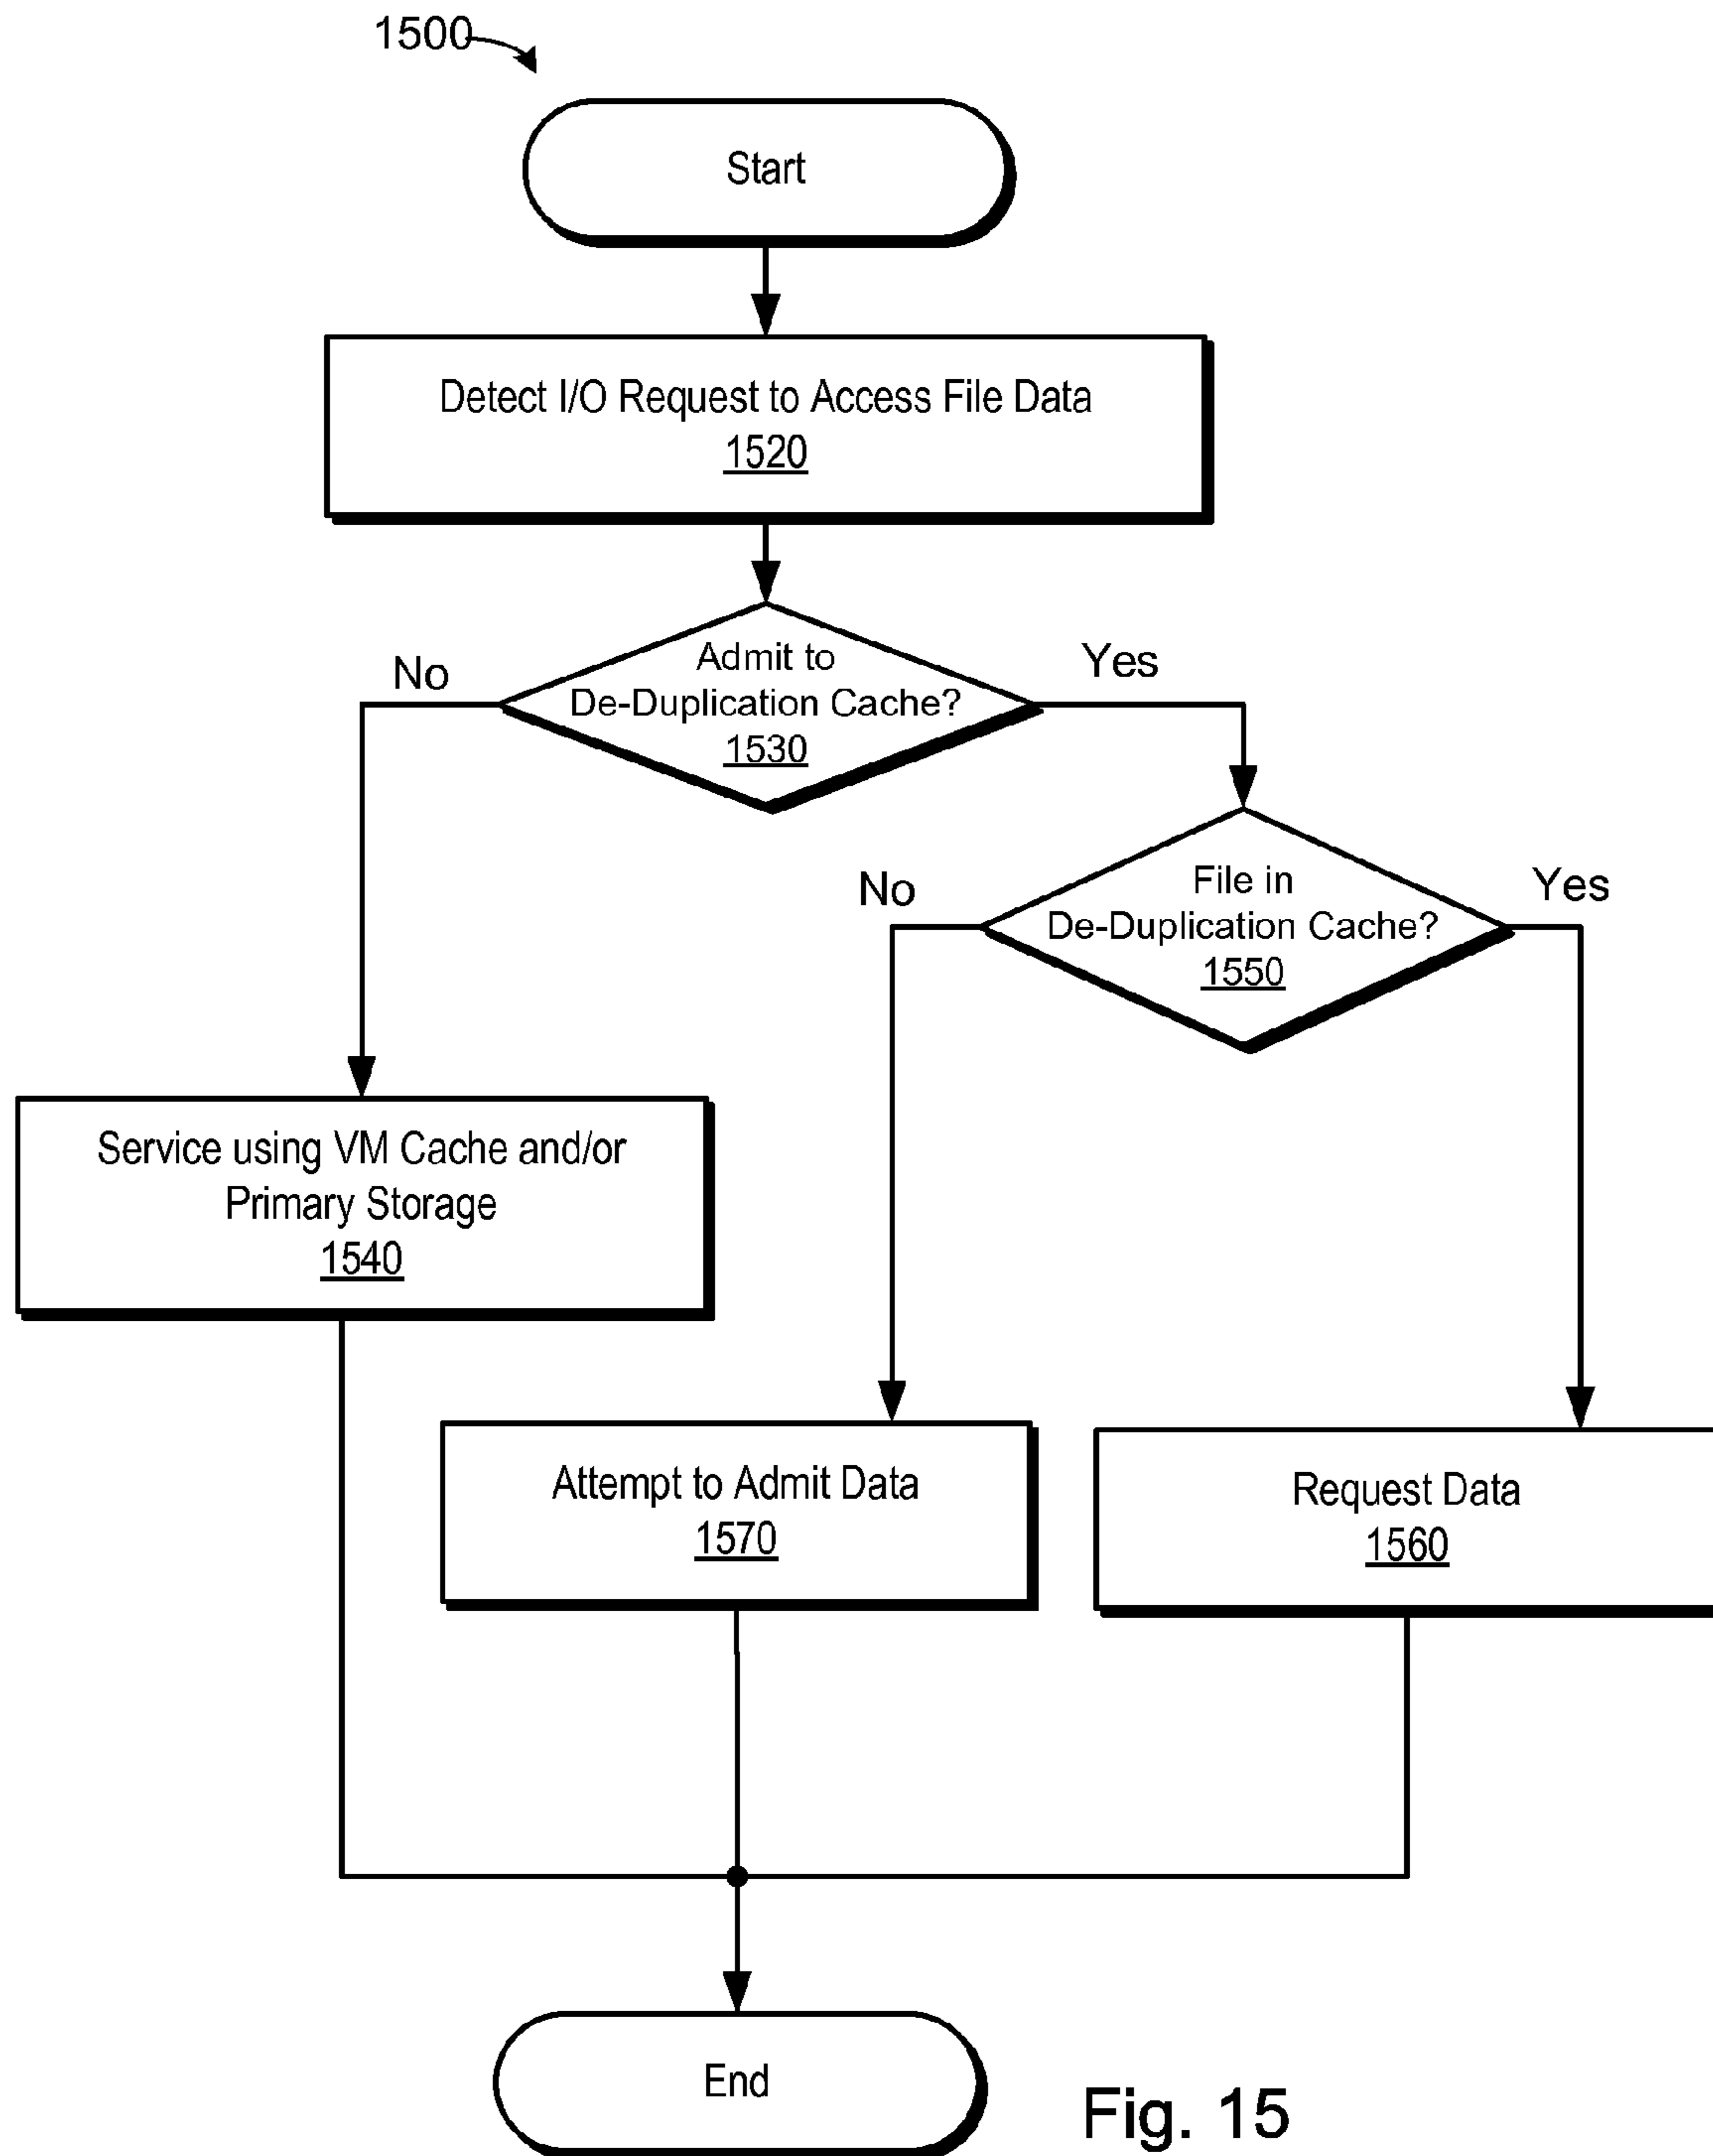 1500
Start
Detect I/O Request to Access File Data
1520
Admit to
De-Duplication Cache?
1530
No
Yes
File in
De-Duplication Cache?
1550
No
Yes
Service using VM Cache and/or
Primary Storage
1540
Attempt to Admit Data
1570
Request Data
1560
End
Fig. 15